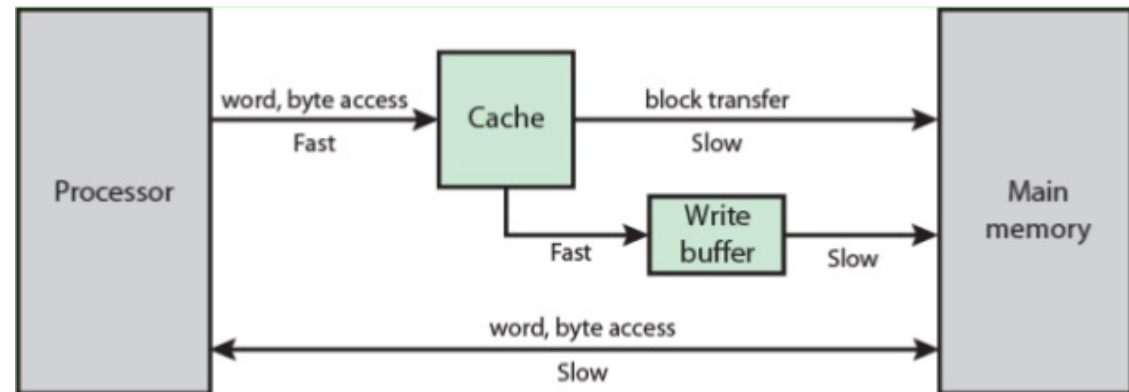 Processor
word, byte access
Fast
Cache
block transfer
Slow
Fast
Write
buffer
Slow
word, byte access
Slow
Main
memory